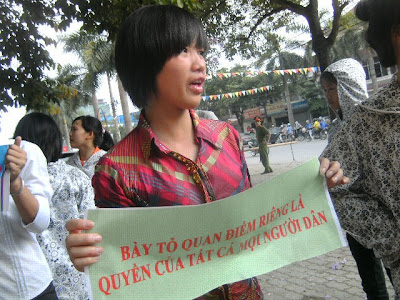 BÀY TỎ QUAN ĐIỂM RIÊNG LÀ
QUYỀN CỦA TẤT CẢ MỌI NGƯỜI DÂN